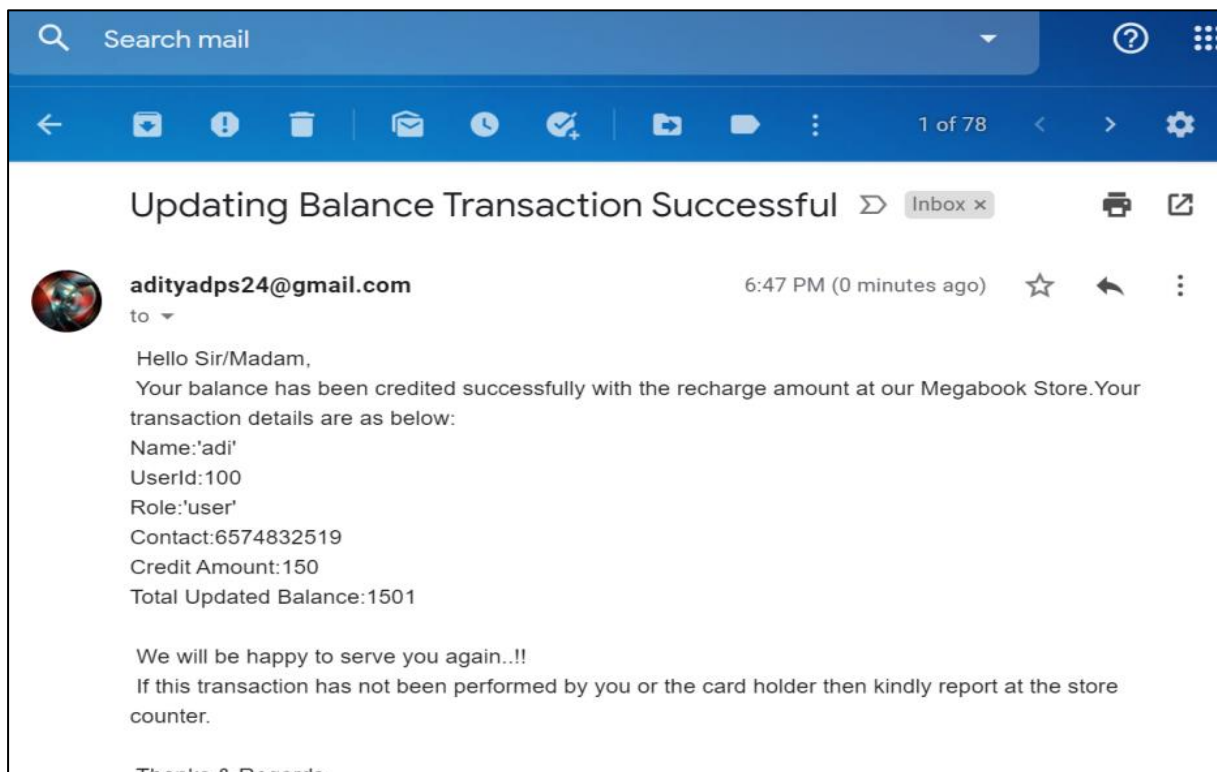 Search mail
1 of 78
Updating Balance Transaction Successful Inbox ×
adityadps24@gmail.com 6:47 PM (0 minutes ago)
to
Hello Sir/Madam,
Your balance has been credited successfully with the recharge amount at our Megabook Store.Your
transaction details are as below:
Name:'adi'
UserId:100
Role:'user'
Contact:6574832519
Credit Amount:150
Total Updated Balance:1501
We will be happy to serve you again..!!
If this transaction has not been performed by you or the card holder then kindly report at the store
counter.
Thanks & Regards